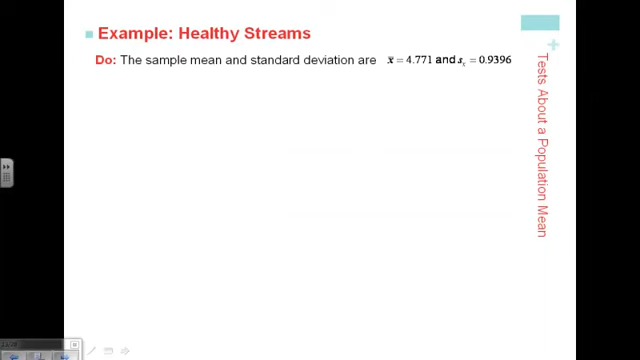 Example: Healthy Streams
Do: The sample mean and standard deviation are x̄ = 4.771 and sₓ = 0.9396
Tests About a Population Mean